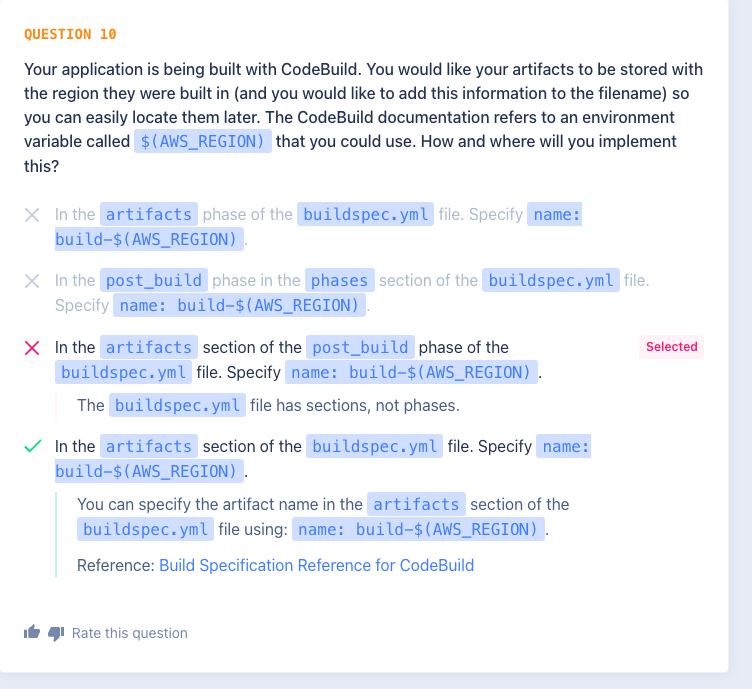 QUESTION 10
Your application is being built with CodeBuild. You would like your artifacts to be stored with
the region they were built in (and you would like to add this information to the filename) so
you can easily locate them later. The CodeBuild documentation refers to an environment
variable called $(AWS_REGION) that you could use. How and where will you implement
this?
In the artifacts phase of the buildspec.yml file. Specify name:
build-$(AWS_REGION).
In the post_build phase in the phases section of the buildspec.yml file.
Specify name: build-$(AWS_REGION).
In the artifacts section of the post_build phase of the
Selected
buildspec.yml file. Specify name: build-$(AWS_REGION).
The buildspec.yml file has sections, not phases.
In the artifacts section of the buildspec.yml file. Specify name:
build-$(AWS_REGION).
You can specify the artifact name in the artifacts section of the
buildspec.yml file using: name: build-$(AWS_REGION).
Reference: Build Specification Reference for CodeBuild
Rate this question